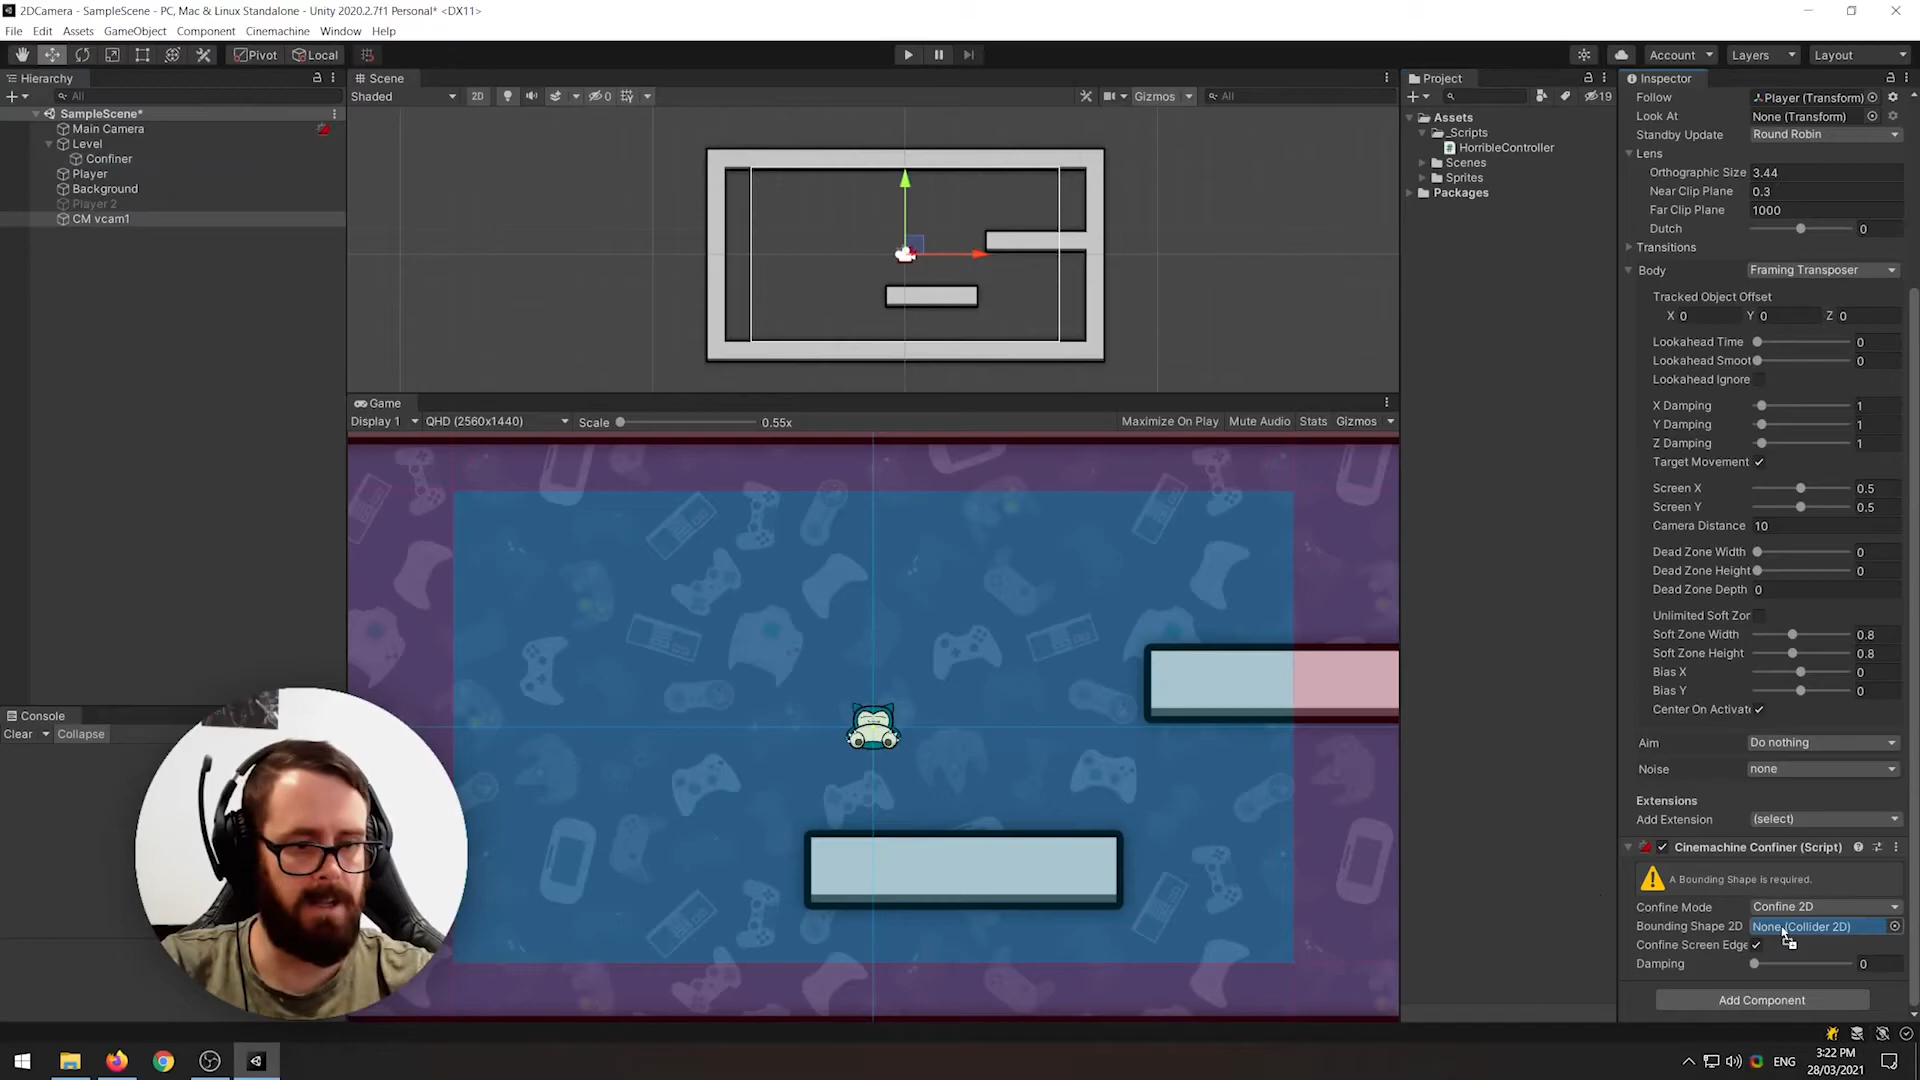 2DCamera - SampleScene - PC, Mac & Linux Standalone - Unity 2020.2.7f1 Personal* <DX11>
File Edit Assets GameObject Component Cinemachine Window Help
Pivot Local Account Layers Layout
Hierarchy
All
SampleScene*
Main Camera
Level
Confiner
Player
Background
Player 2
CM vcam1
Console
Clear Collapse
Scene
Shaded 2D 0 Gizmos All
Game
Display 1 QHD (2560x1440) Scale 0.55x Maximize On Play Mute Audio Stats Gizmos
Project
19
Assets
_Scripts
HorribleController
Scenes
Sprites
Packages
Inspector
Follow Player (Transform)
Look At None (Transform)
Standby Update Round Robin
Lens
Orthographic Size 3.44
Near Clip Plane 0.3
Far Clip Plane 1000
Dutch 0
Transitions
Body Framing Transposer
Tracked Object Offset
X 0 Y 0 Z 0
Lookahead Time 0
Lookahead Smoot 0
Lookahead Ignore
X Damping 1
Y Damping 1
Z Damping 1
Target Movement
Screen X 0.5
Screen Y 0.5
Camera Distance 10
Dead Zone Width 0
Dead Zone Height 0
Dead Zone Depth 0
Unlimited Soft Zor
Soft Zone Width 0.8
Soft Zone Height 0.8
Bias X 0
Bias Y 0
Center On Activat
Aim Do nothing
Noise none
Extensions
Add Extension (select)
Cinemachine Confiner (Script)
A Bounding Shape is required.
Confine Mode Confine 2D
Bounding Shape 2D None (Collider 2D)
Confine Screen Edge
Damping 0
Add Component
ENG
3:22 PM
28/03/2021